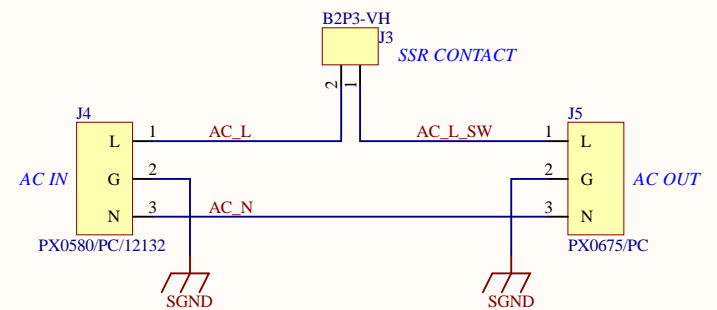 B2P3-VH
J3
SSR CONTACT
2 1
J4
J5
1 AC_L
AC_L_SW 1
L
L
AC IN
G 2
2 G
AC OUT
N 3 AC_N
3 N
PX0580/PC/12132
PX0675/PC
SGND
SGND